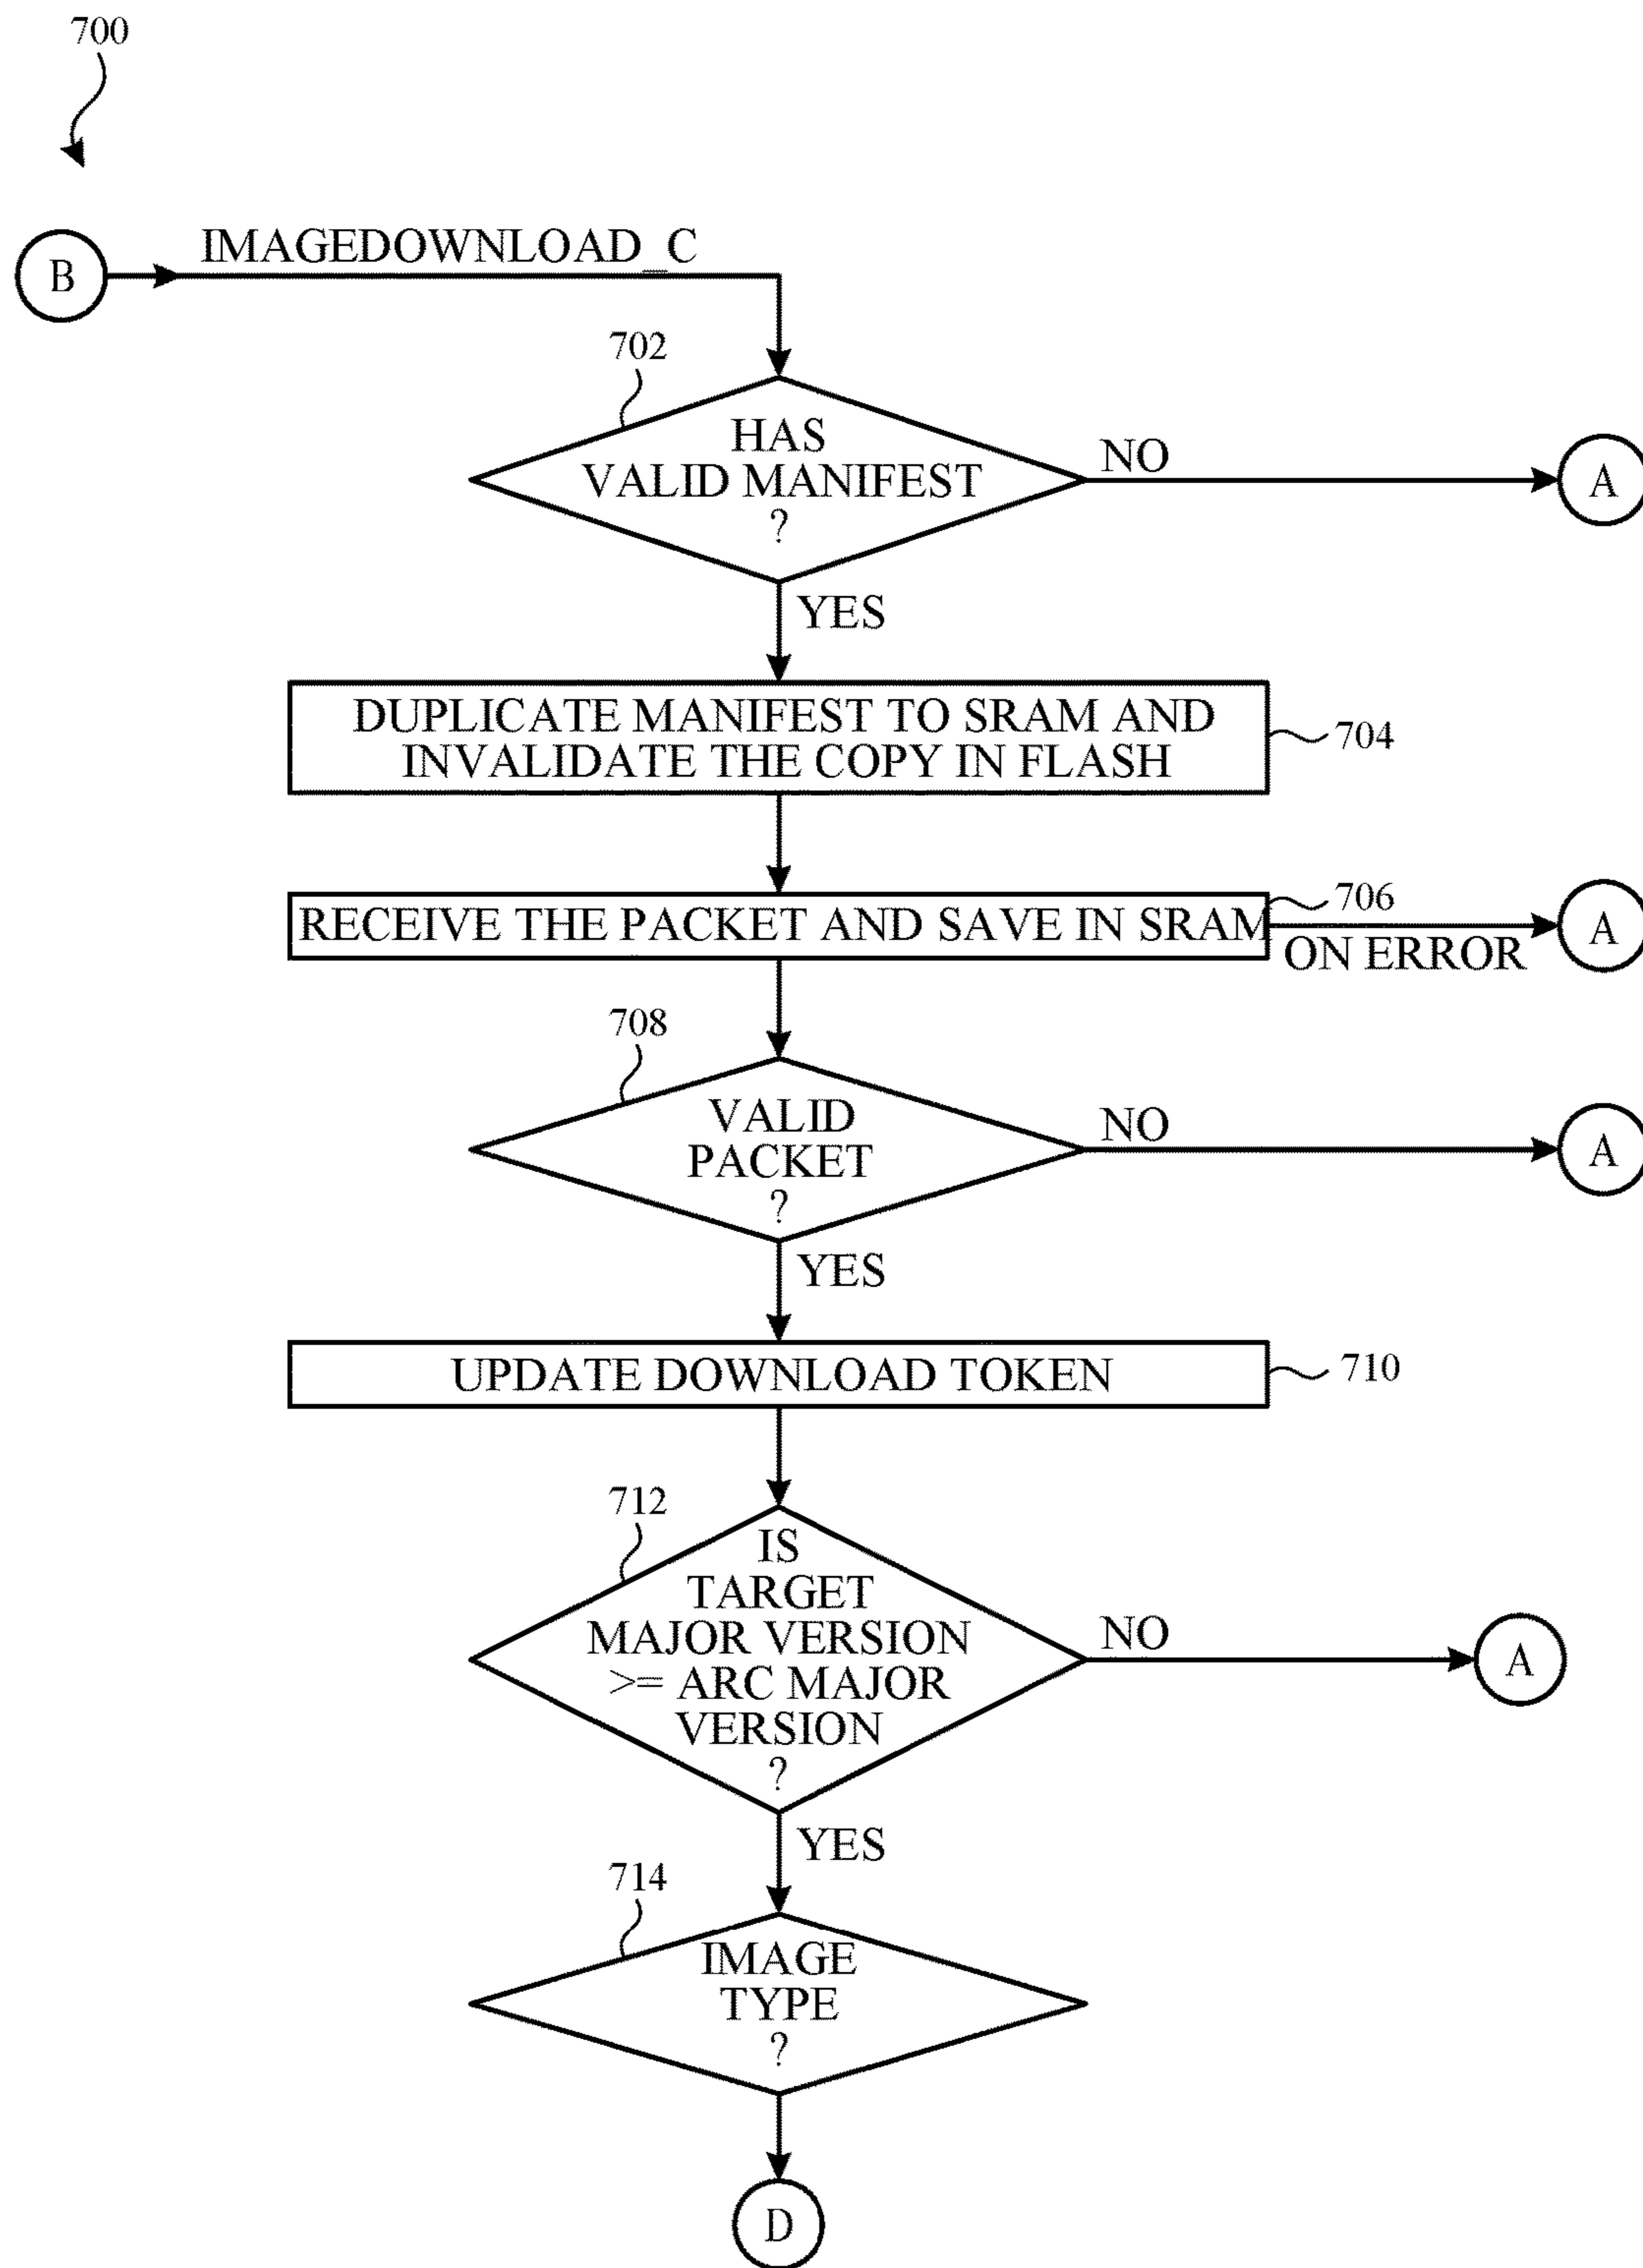 700
B
IMAGEDOWNLOAD_C
702
HAS
VALID MANIFEST
?
NO
A
YES
DUPLICATE MANIFEST TO SRAM AND
INVALIDATE THE COPY IN FLASH
704
RECEIVE THE PACKET AND SAVE IN SRAM
706
ON ERROR
A
708
VALID
PACKET
?
NO
A
YES
UPDATE DOWNLOAD TOKEN
710
712
IS
TARGET
MAJOR VERSION
>= ARC MAJOR
VERSION
?
NO
A
YES
714
IMAGE
TYPE
?
D